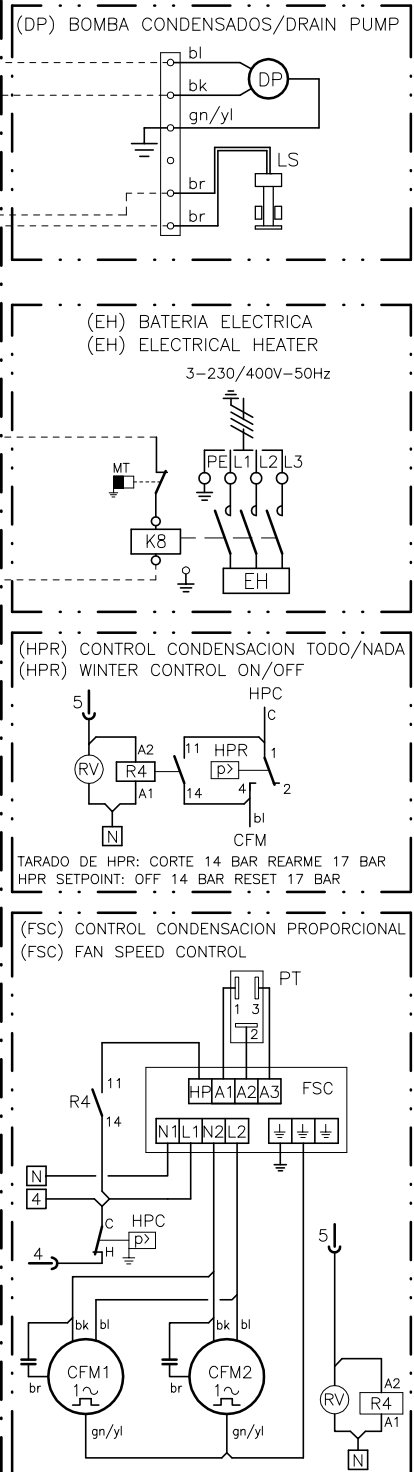 (DP) BOMBA CONDENSADOS/DRAIN PUMP
bl
DP
bk
gn/yl
LS
br
br
(EH) BATERIA ELECTRICA
(EH) ELECTRICAL HEATER
3-230/400V-50Hz
PE L1 L2 L3
MT
K8
EH
(HPR) CONTROL CONDENSACION TODO/NADA
(HPR) WINTER CONTROL ON/OFF
HPC
5
C
A2
11
HPR
1
RV
R4
p>
A1
14
4
2
N
bl
CFM
TARADO DE HPR: CORTE 14 BAR REARME 17 BAR
HPR SETPOINT: OFF 14 BAR RESET 17 BAR
(FSC) CONTROL CONDENSACION PROPORCIONAL
(FSC) FAN SPEED CONTROL
PT
1 3
2
11
HP A1 A2 A3
FSC
R4
14
N1 L1 N2 L2
N
4
C
HPC
p>
H
4
5
bk bl
bk bl
CFM1
1~
CFM2
1~
br
br
A2
RV
R4
A1
gn/yl
gn/yl
N